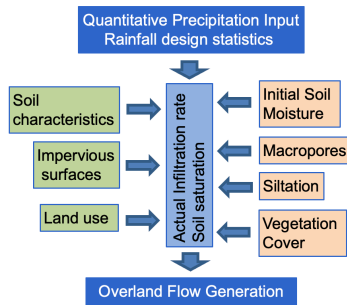 Quantitative Precipitation Input
Rainfall design statistics
Soil
characteristics
Impervious
surfaces
Land use
Actual Infiltration rate
Soil saturation
Initial Soil
Moisture
Macropores
Siltation
Vegetation
Cover
Overland Flow Generation